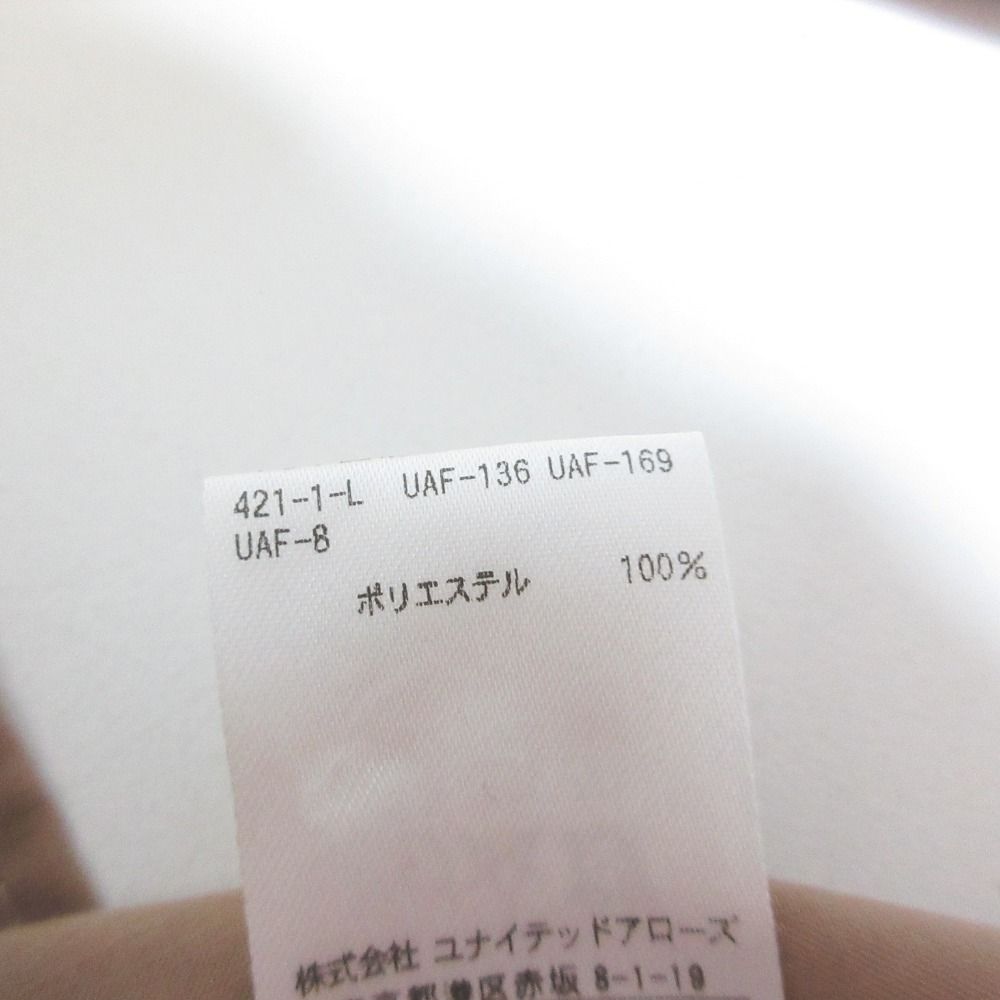 421-1-L UAF-136 UAF-169
UAF-8
ポリエステル 100%
株式会社 ユナイテッドアローズ
区赤坂 8-1-19